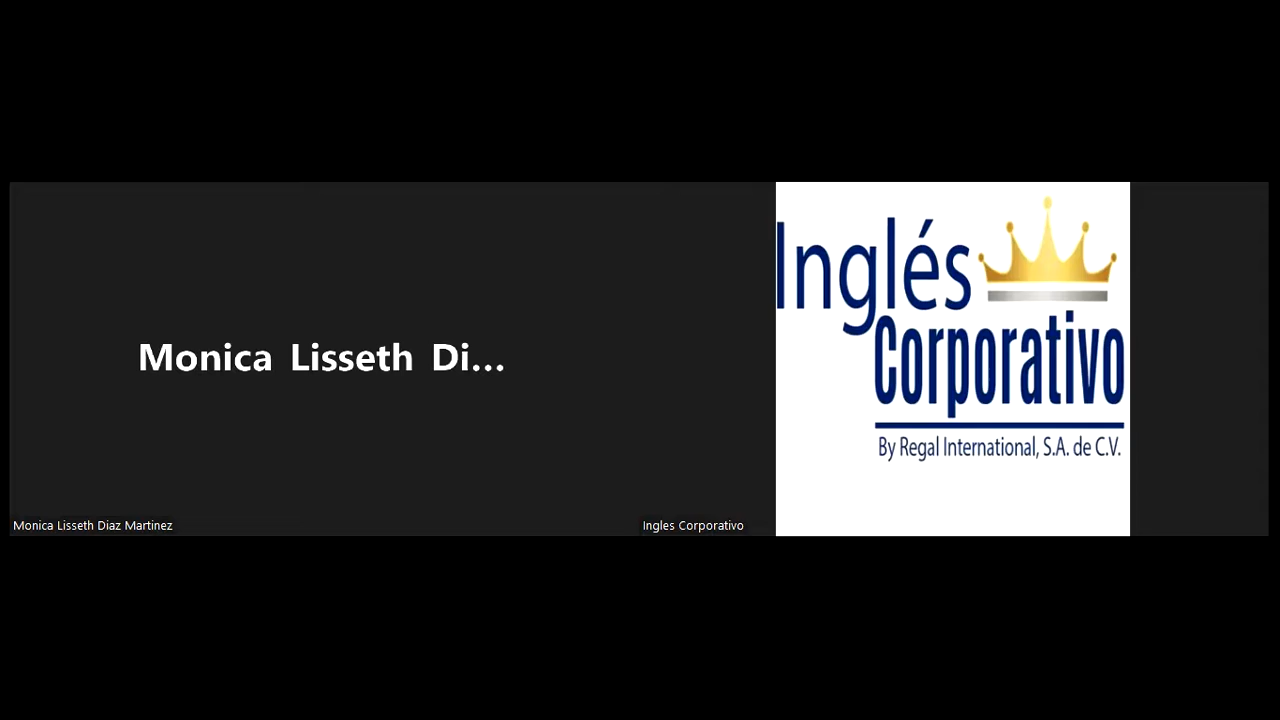 Monica Lisseth Di...
Monica Lisseth Diaz Martinez
Ingles Corporativo
Inglés
Corporativo
By Regal International, S.A. de C.V.